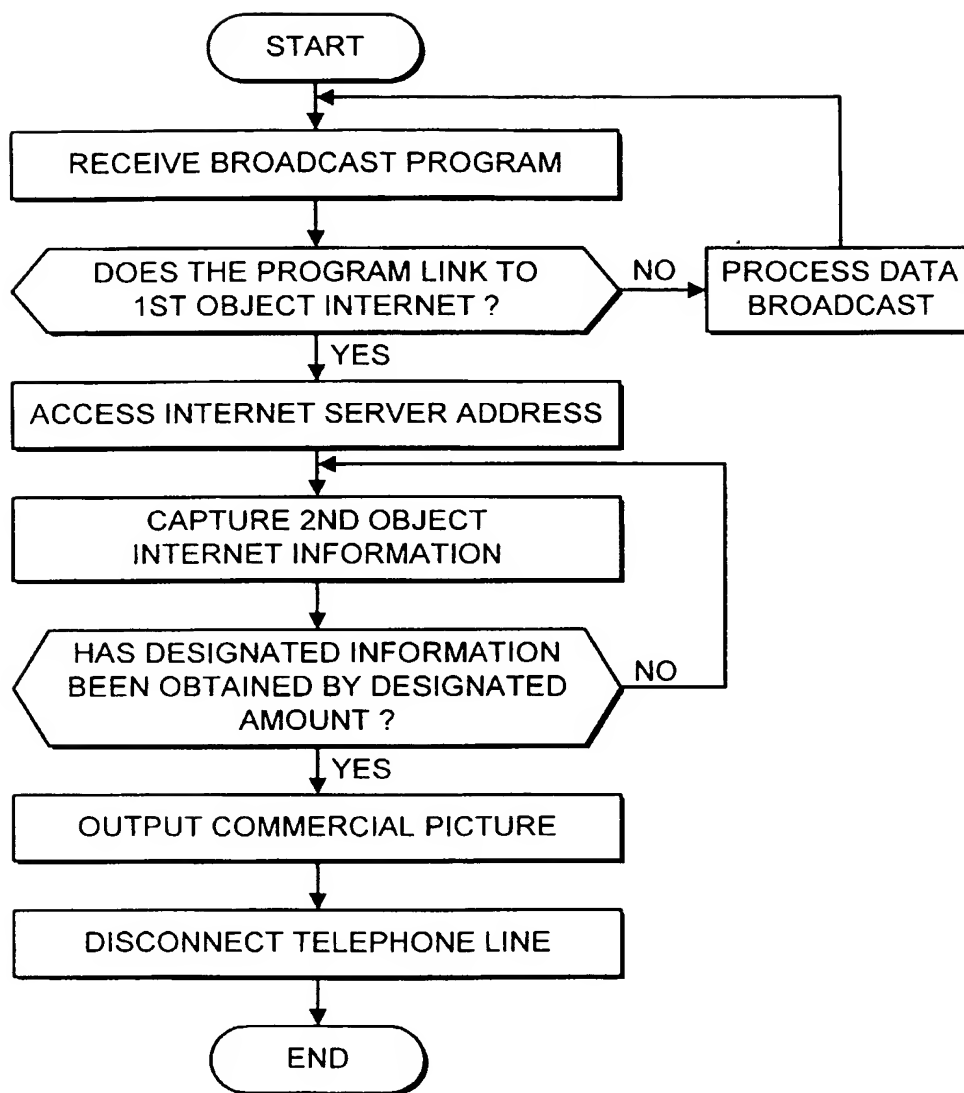 START
RECEIVE BROADCAST PROGRAM
DOES THE PROGRAM LINK TO
1ST OBJECT INTERNET ?
NO
PROCESS DATA
BROADCAST
YES
ACCESS INTERNET SERVER ADDRESS
CAPTURE 2ND OBJECT
INTERNET INFORMATION
HAS DESIGNATED INFORMATION
BEEN OBTAINED BY DESIGNATED
AMOUNT ?
NO
YES
OUTPUT COMMERCIAL PICTURE
DISCONNECT TELEPHONE LINE
END